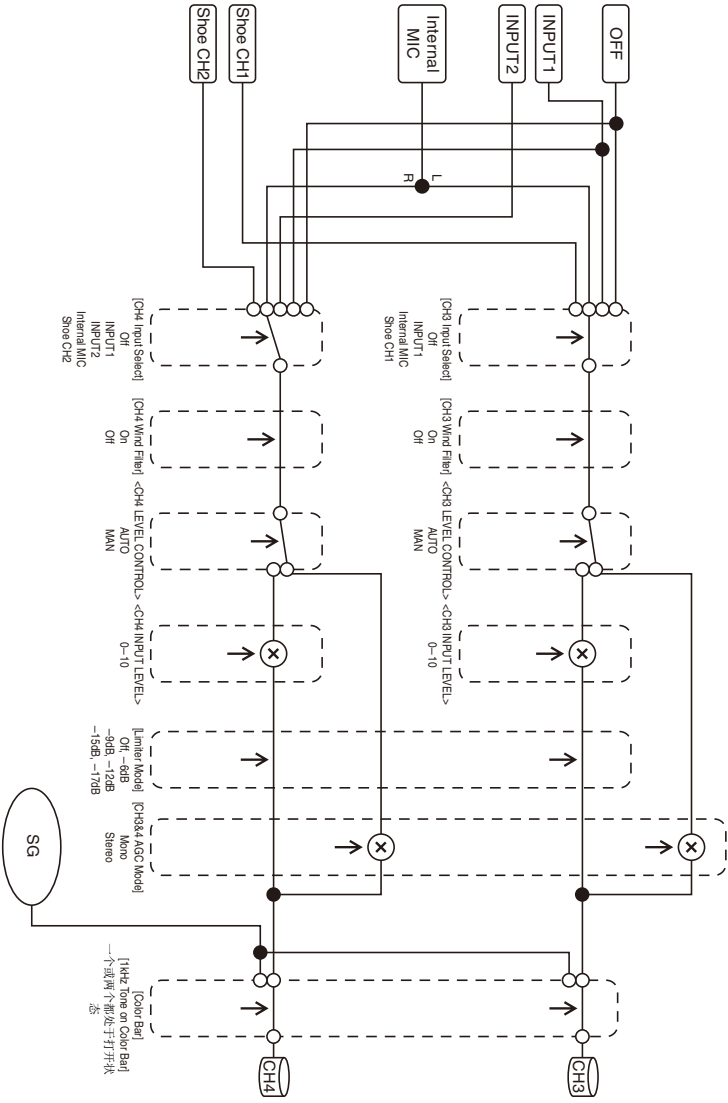 OFF
INPUT1
INPUT2
Internal
MIC
L
R
Shoe CH1
Shoe CH2
[CH3 Input Select]
Off
INPUT1
Internal MIC
Shoe CH1
[CH3 Wind Filter]
On
Off
<CH3 LEVEL CONTROL>
AUTO
MAN
<CH3 INPUT LEVEL>
0–10
CH3
[CH4 Input Select]
Off
INPUT1
INPUT2
Internal MIC
Shoe CH2
[CH4 Wind Filter]
On
Off
<CH4 LEVEL CONTROL>
AUTO
MAN
<CH4 INPUT LEVEL>
0–10
[Limiter Mode]
Off, –6dB
–9dB, –12dB
–15dB, –17dB
[CH3&4 AGC Mode]
Mono
Stereo
[Color Bar]
[1kHz Tone on Color Bar]
一个或两个都处于打开状
态
CH4
SG